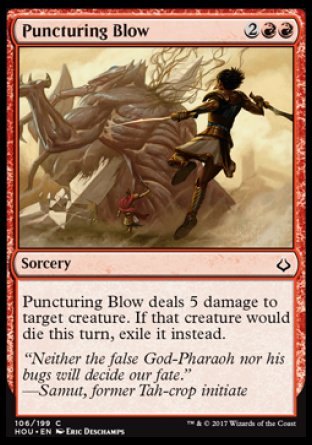 Puncturing Blow 2
Sorcery
Puncturing Blow deals 5 damage to
target creature. If that creature would
die this turn, exile it instead.
“Neither the false God-Pharaoh nor his
bugs will decide our fate.”
—Samut, former Tah-crop initiate
106/199 C
HOU • EN Eric Deschamps
™ & © 2017 Wizards of the Coast